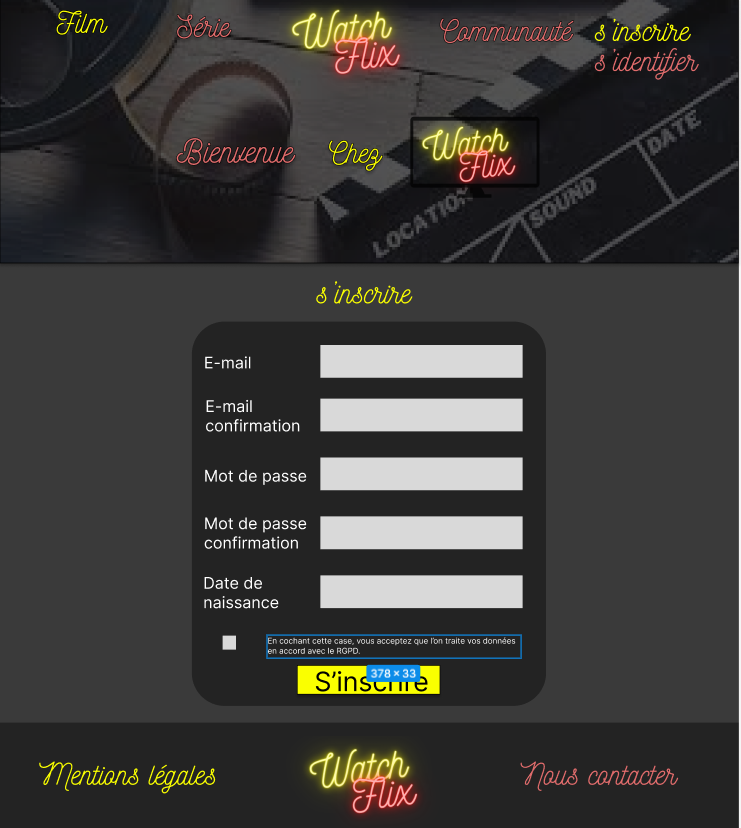 Film
Série
Watch
Flix
Communauté
s'inscrire
s'identifier
Bienvenue Chez Watch
Flix
LOCATION
SOUND
DATE
s'inscrire
E-mail
E-mail
confirmation
Mot de passe
Mot de passe
confirmation
Date de
naissance
En cochant cette case, vous acceptez que l'on traite vos données
en accord avec le RGPD.
378 × 33
S'inscrire
Mentions légales
Watch
Flix
Nous contacter